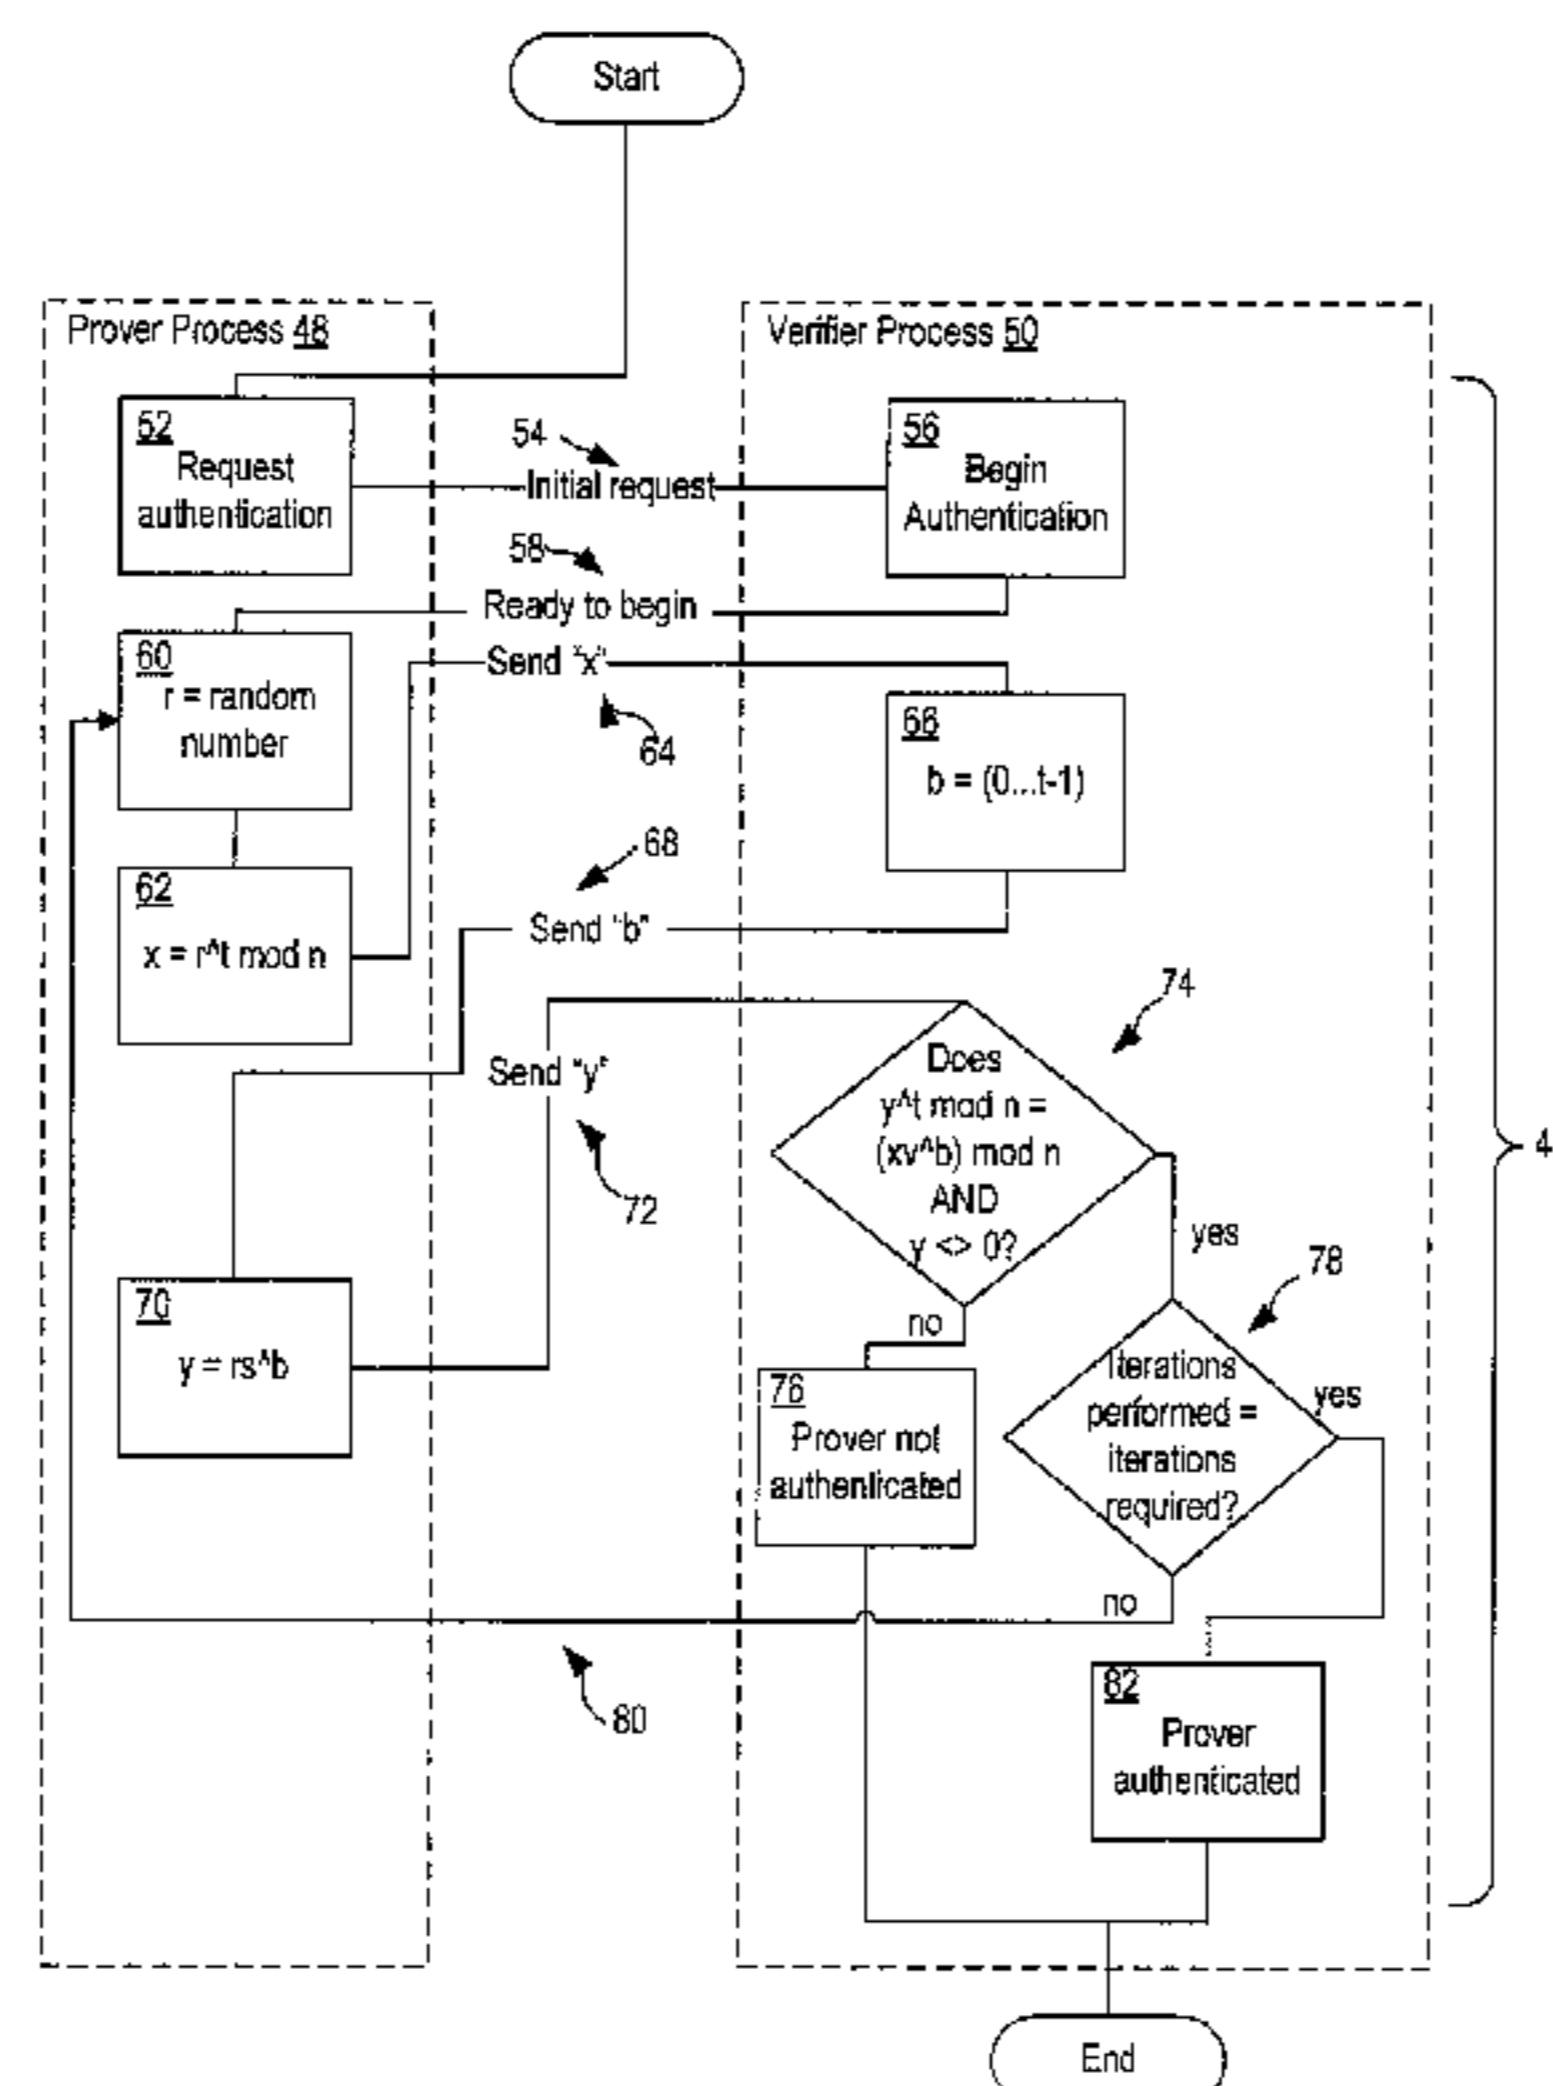 Start
Prover Process 48
Verifier Process 50
52
Request
authentication
54
Initial request
56
Begin
Authentication
58
Ready to begin
60
r = random
number
Send "x"
64
66
b = (0...t-1)
62
x = r^t mod n
68
Send "b"
74
Does
y^t mod n =
(xv^b) mod n
AND
y <> 0?
Send "y"
72
yes
78
no
70
y = rs^b
76
Prover not
authenticated
Iterations
performed =
iterations
required?
yes
no
80
82
Prover
authenticated
4
End